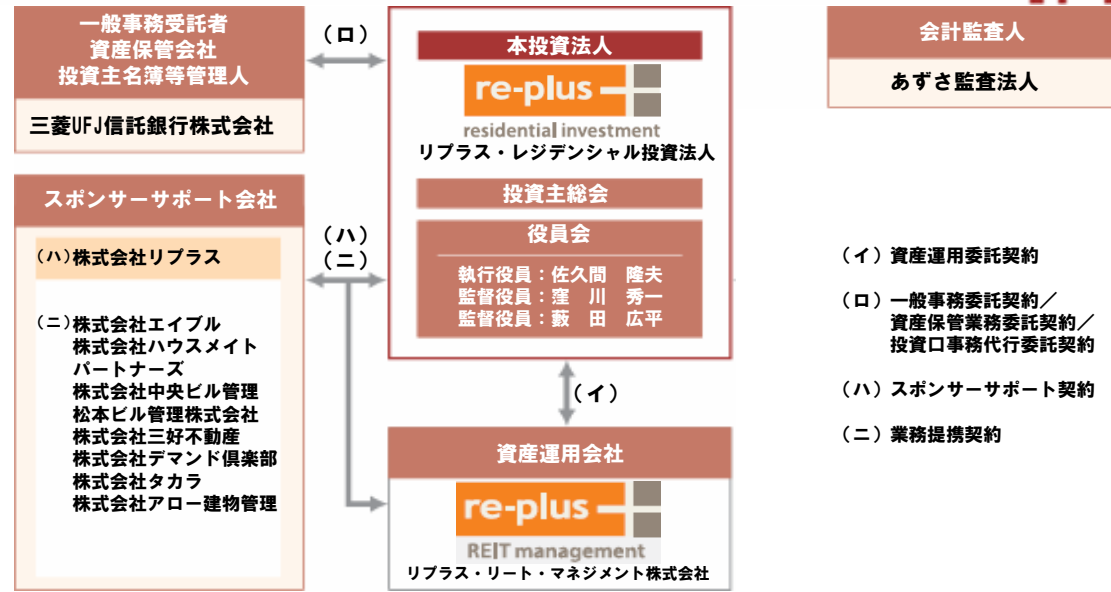 一般事務受託者
資産保管会社
投資主名簿等管理人
三菱UFJ信託銀行株式会社
(ロ)
本投資法人
re-plus
residential investment
リプラス・レジデンシャル投資法人
投資主総会
役員会
執行役員：佐久間 隆夫
監督役員：窪 川 秀一
監督役員：藪 田 広平
会計監査人
あずさ監査法人
スポンサーサポート会社
(ハ)株式会社リプラス
(ニ)株式会社エイブル
株式会社ハウスメイト
パートナーズ
株式会社中央ビル管理
松本ビル管理株式会社
株式会社三好不動産
株式会社デマンド倶楽部
株式会社タカラ
株式会社アロー建物管理
(ハ)
(ニ)
(イ)
資産運用会社
re-plus
REIT management
リプラス・リート・マネジメント株式会社
(イ)資産運用委託契約
(ロ)一般事務委託契約／
資産保管業務委託契約／
投資口事務代行委託契約
(ハ)スポンサーサポート契約
(ニ)業務提携契約